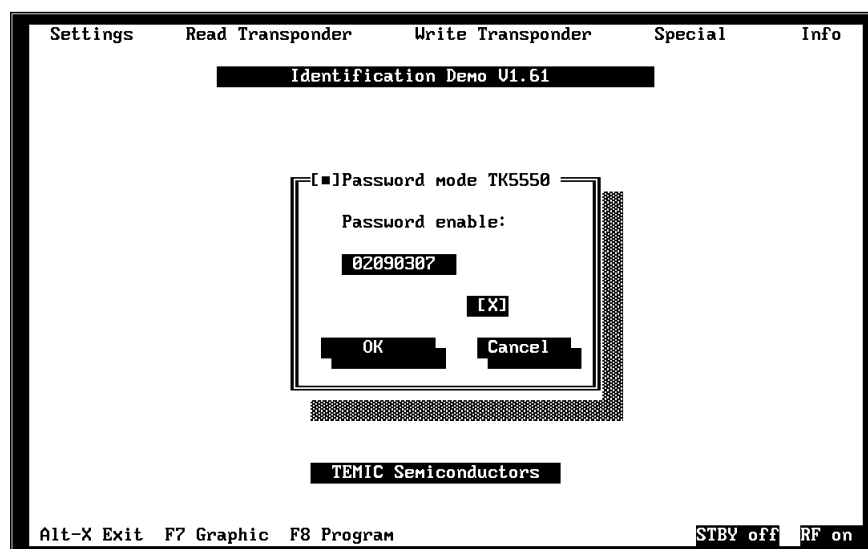 Settings Read Transponder Write Transponder Special Info
Identification Demo V1.61
[■]Password mode TK5550
Password enable:
02090307
[X]
OK Cancel
TEMIC Semiconductors
Alt-X Exit F7 Graphic F8 Program STBY off RF on